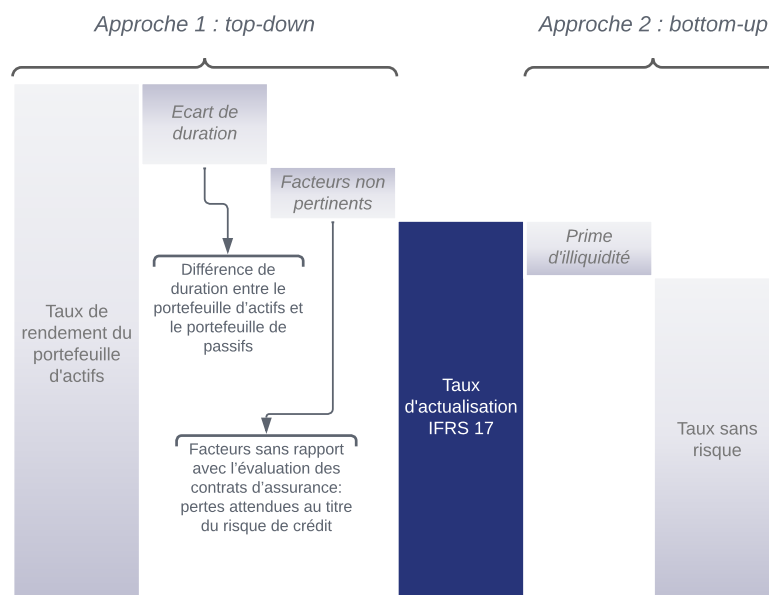 Approche 1 : top-down
Approche 2 : bottom-up
Ecart de
duration
Facteurs non
pertinents
Prime
d'illiquidité
Différence de
duration entre le
portefeuille d'actifs et
le portefeuille de
passifs
Taux de
rendement du
portefeuille
d'actifs
Taux
d'actualisation
IFRS 17
Taux sans
risque
Facteurs sans rapport
avec l'évaluation des
contrats d'assurance:
pertes attendues au titre
du risque de crédit